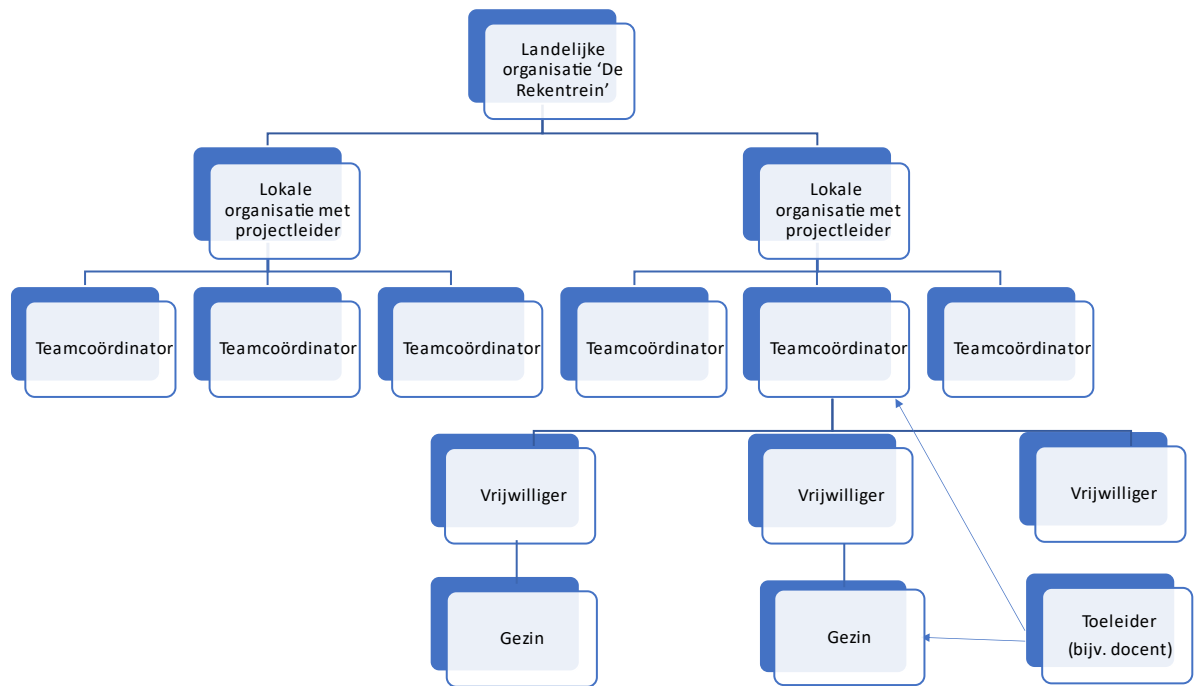 Landelijke
organisatie ‘De
Rekentrein’
Lokale
organisatie met
projectleider
Lokale
organisatie met
projectleider
Teamcoördinator
Teamcoördinator
Teamcoördinator
Teamcoördinator
Teamcoördinator
Teamcoördinator
Vrijwilliger
Vrijwilliger
Vrijwilliger
Gezin
Gezin
Toeleider
(bijv. docent)